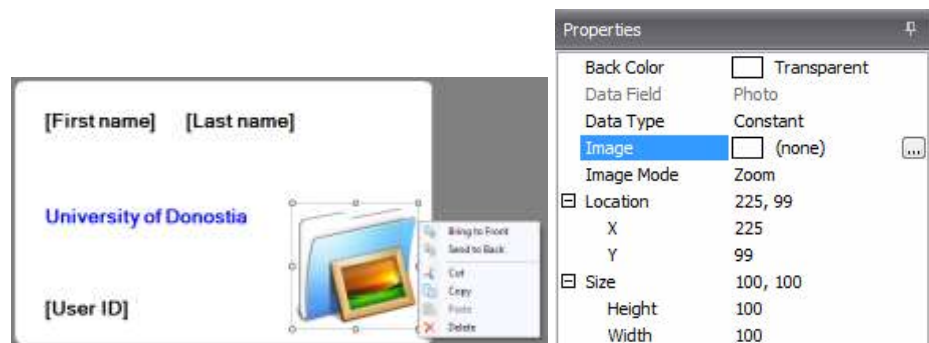 [First name] [Last name]
University of Donostia
[User ID]
Bring to Front
Send to Back
Cut
Copy
Paste
Delete
Properties
Back Color Transparent
Data Field Photo
Data Type Constant
Image (none) ...
Image Mode Zoom
Location 225, 99
X 225
Y 99
Size 100, 100
Height 100
Width 100